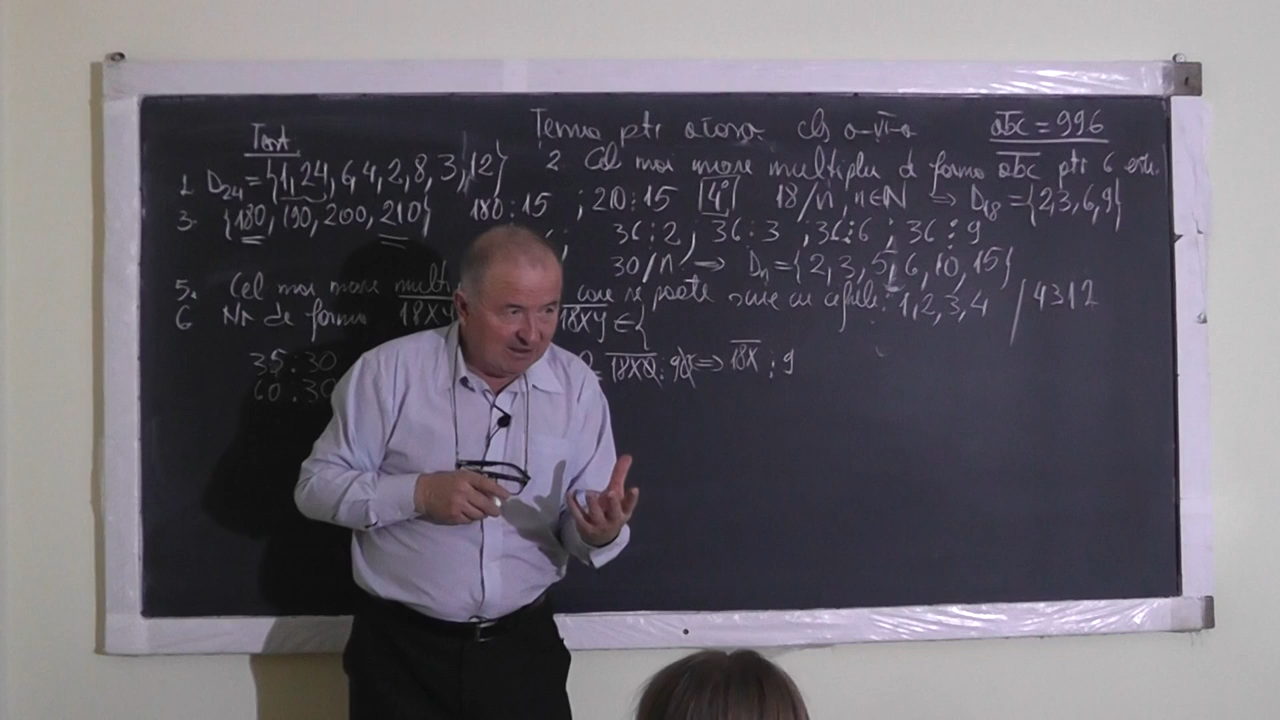 Tema ptr acasa cls a-VI-a abc = 996
Test
1. D24 = {1, 24, 6, 4, 2, 8, 3, 12} 2 Cel mai mare multiplu d forma abc ptr 6 este.
3. {180, 190, 200, 210} 180:15 ; 210:15 4° 18/n, n∈N ⇒ D18 = {2,3,6,9}
; 36:2, 36:3 ; 36:6 ; 36:9
30/n ⇒ Dn = {2, 3, 5, 6, 10, 15}
5. Cel mai mare multi care se poate scrie cu cifrele: 1,2,3,4 / 4312
6 Nr de forma 18XY 18XY ∈ {
35:30 18X0 : 90 ⇒ 18X : 9
60:30